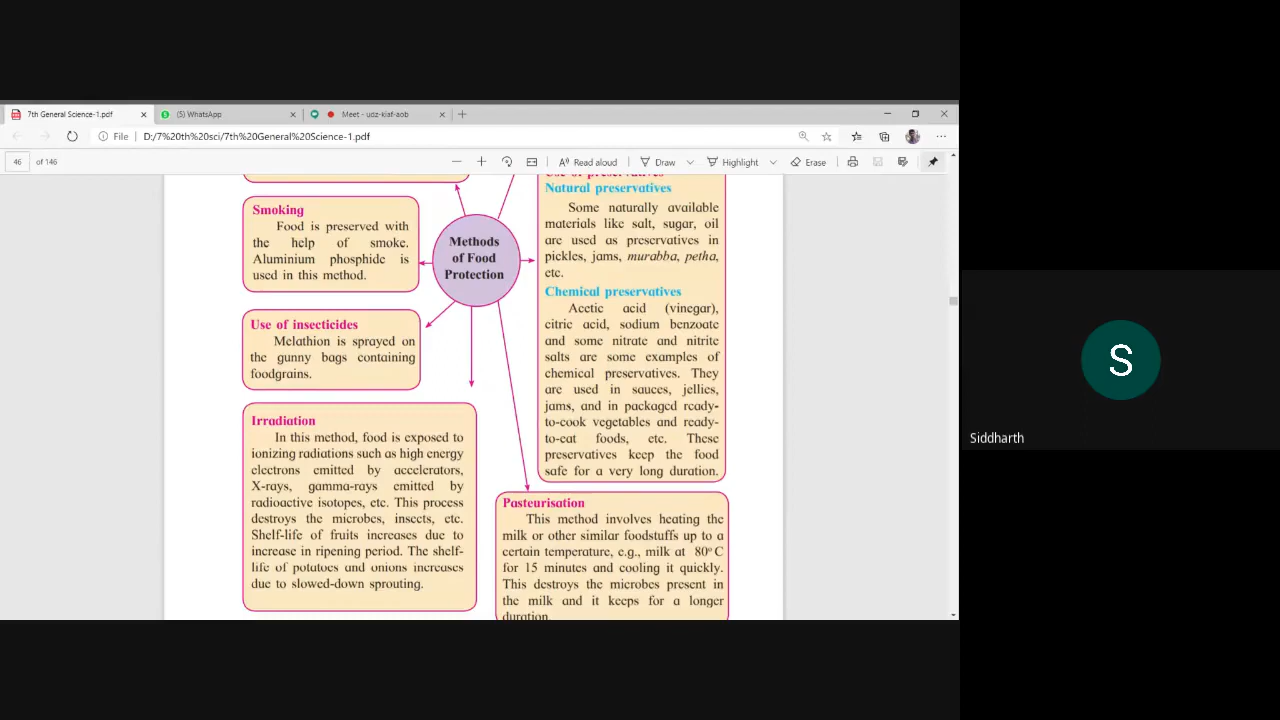 7th General Science-1.pdf
(5) WhatsApp
Meet - udz-kiaf-aob
File
D:/7%20th%20sci/7th%20General%20Science-1.pdf
46
of 146
Read aloud
Draw
Highlight
Erase
Smoking
Food is preserved with
the help of smoke.
Aluminium phosphide is
used in this method.
Use of insecticides
Melathion is sprayed on
the gunny bags containing
foodgrains.
Irradiation
In this method, food is exposed to
ionizing radiations such as high energy
electrons emitted by accelerators,
X-rays, gamma-rays emitted by
radioactive isotopes, etc. This process
destroys the microbes, insects, etc.
Shelf-life of fruits increases due to
increase in ripening period. The shelf-
life of potatoes and onions increases
due to slowed-down sprouting.
Methods
of Food
Protection
Use of preservatives
Natural preservatives
Some naturally available
materials like salt, sugar, oil
are used as preservatives in
pickles, jams, murabba, petha,
etc.
Chemical preservatives
Acetic acid (vinegar),
citric acid, sodium benzoate
and some nitrate and nitrite
salts are some examples of
chemical preservatives. They
are used in sauces, jellies,
jams, and in packaged ready-
to-cook vegetables and ready-
to-eat foods, etc. These
preservatives keep the food
safe for a very long duration.
Pasteurisation
This method involves heating the
milk or other similar foodstuffs up to a
certain temperature, e.g., milk at 80° C
for 15 minutes and cooling it quickly.
This destroys the microbes present in
the milk and it keeps for a longer
duration.
S
Siddharth